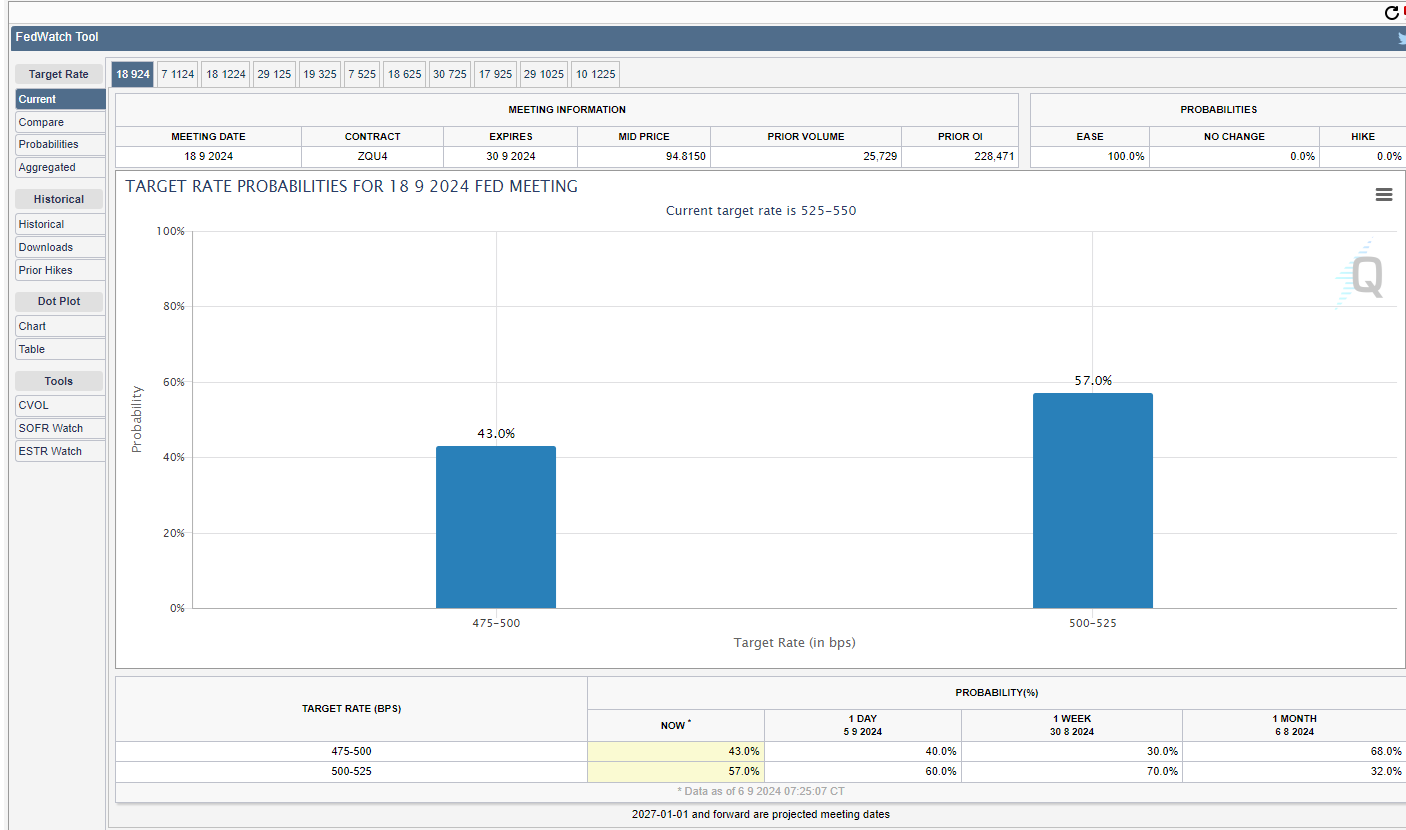 FedWatch Tool
Target Rate
Current
Compare
Probabilities
Aggregated
Historical
Historical
Downloads
Prior Hikes
Dot Plot
Chart
Table
Tools
CVOL
SOFR Watch
ESTR Watch
18 924 7 1124 18 1224 29 125 19 325 7 525 18 625 30 725 17 925 29 1025 10 1225
MEETING INFORMATION
MEETING DATE CONTRACT EXPIRES MID PRICE PRIOR VOLUME PRIOR OI
18 9 2024 ZQU4 30 9 2024 94.8150 25,729 228,471
PROBABILITIES
EASE NO CHANGE HIKE
100.0% 0.0% 0.0%
TARGET RATE PROBABILITIES FOR 18 9 2024 FED MEETING
Current target rate is 525-550
Q
Probability
100%
80%
60%
40%
20%
0%
43.0%
57.0%
475-500 500-525
Target Rate (in bps)
TARGET RATE (BPS) PROBABILITY(%)
NOW * 1 DAY 1 WEEK 1 MONTH
5 9 2024 30 8 2024 6 8 2024
475-500 43.0% 40.0% 30.0% 68.0%
500-525 57.0% 60.0% 70.0% 32.0%
* Data as of 6 9 2024 07:25:07 CT
2027-01-01 and forward are projected meeting dates